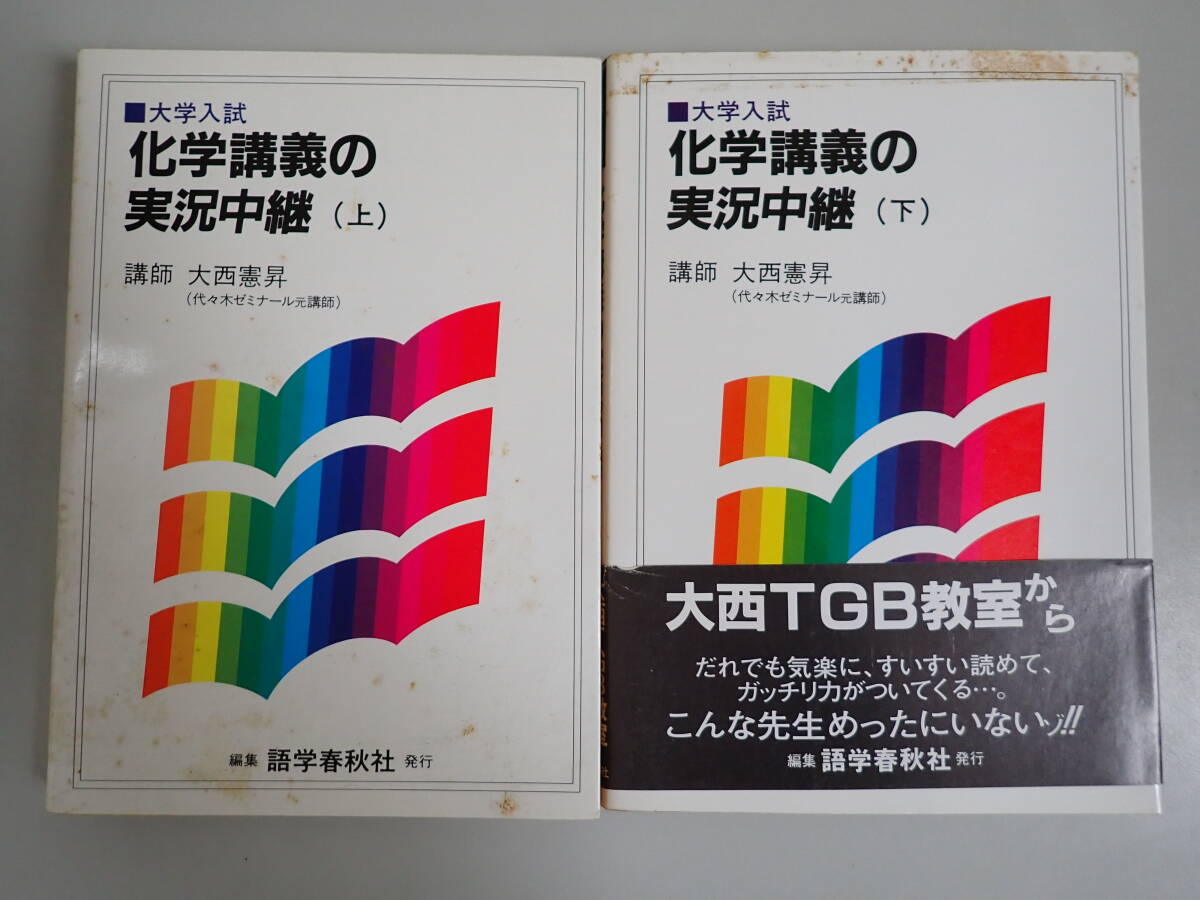 ■大学入試
化学講義の
実況中継（上）
講師 大西憲昇
（代々木ゼミナール元講師）
編集 語学春秋社 発行
■大学入試
化学講義の
実況中継（下）
講師 大西憲昇
（代々木ゼミナール元講師）
大西TGB教室から
だれでも気楽に、すいすい読めて、
ガッチリ力がついてくる…。
こんな先生めったにいないゾ!!
編集 語学春秋社 発行